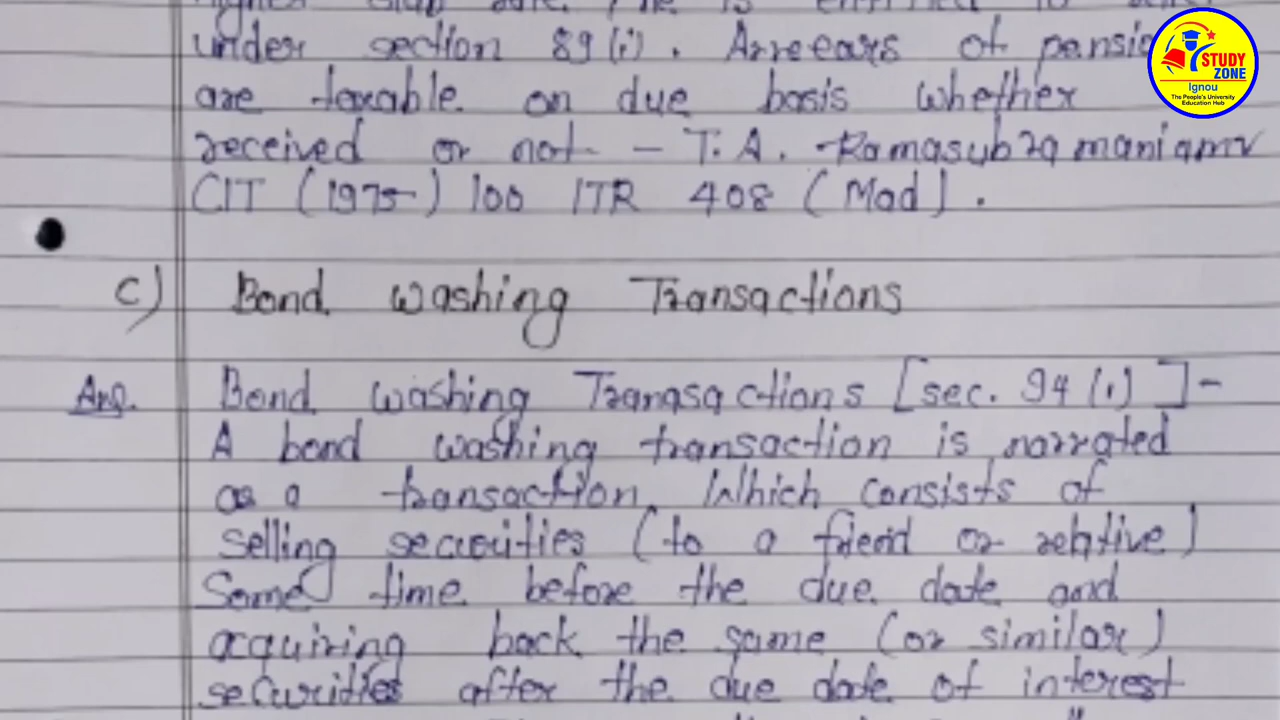 under section 89(i). Arreears of pensio
are taxable on due basis whether
received or not - T.A. Ramasubramaniam v
CIT (1975) 100 ITR 408 (Mad).
C) Bond washing Transactions
Ans. Bond washing Transactions [sec. 94(1)] -
A bond washing transaction is narrated
as a transaction Which consists of
selling securities (to a friend or relative)
Some time before the due date and
acquiring back the same (or similar)
securities after the due date of interest
STUDY
ZONE
Ignou
The People's University
Education Hub